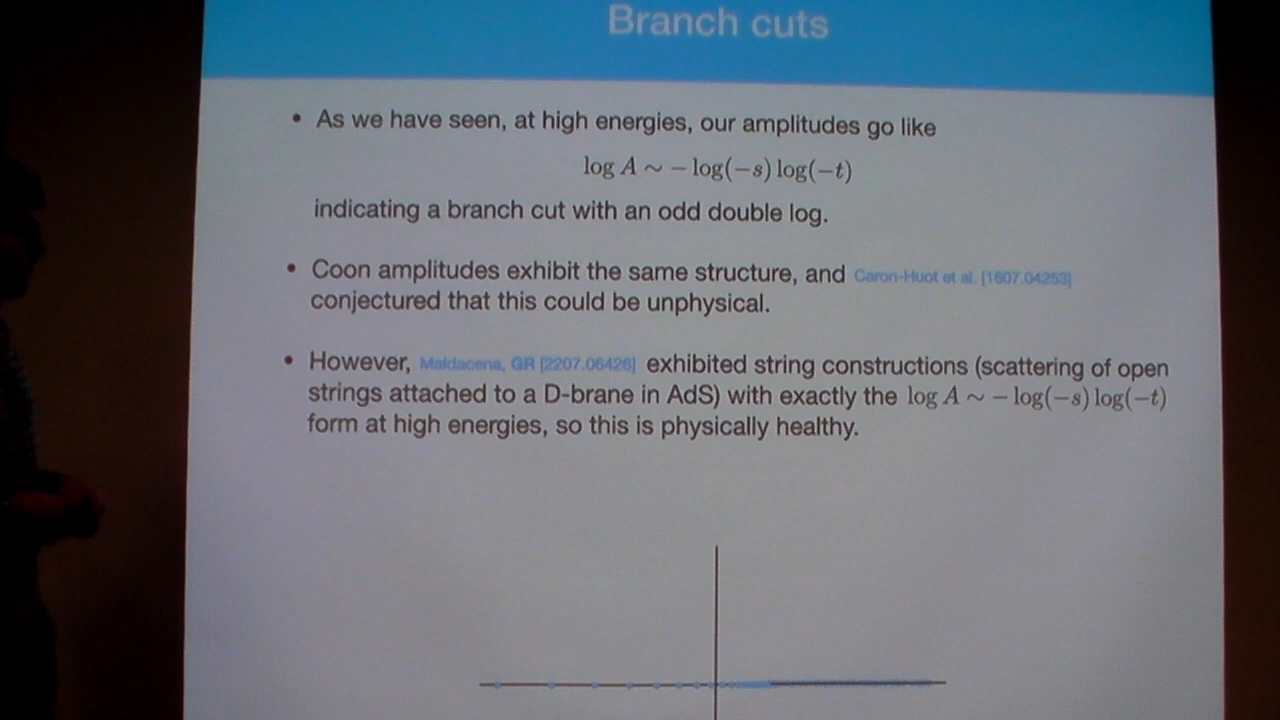 Branch cuts
• As we have seen, at high energies, our amplitudes go like
log A ∼ − log(−s) log(−t)
indicating a branch cut with an odd double log.
• Coon amplitudes exhibit the same structure, and Caron-Huot et al. [1607.04253]
conjectured that this could be unphysical.
• However, Maldacena, GR [2207.06426] exhibited string constructions (scattering of open
strings attached to a D-brane in AdS) with exactly the log A ∼ − log(−s) log(−t)
form at high energies, so this is physically healthy.